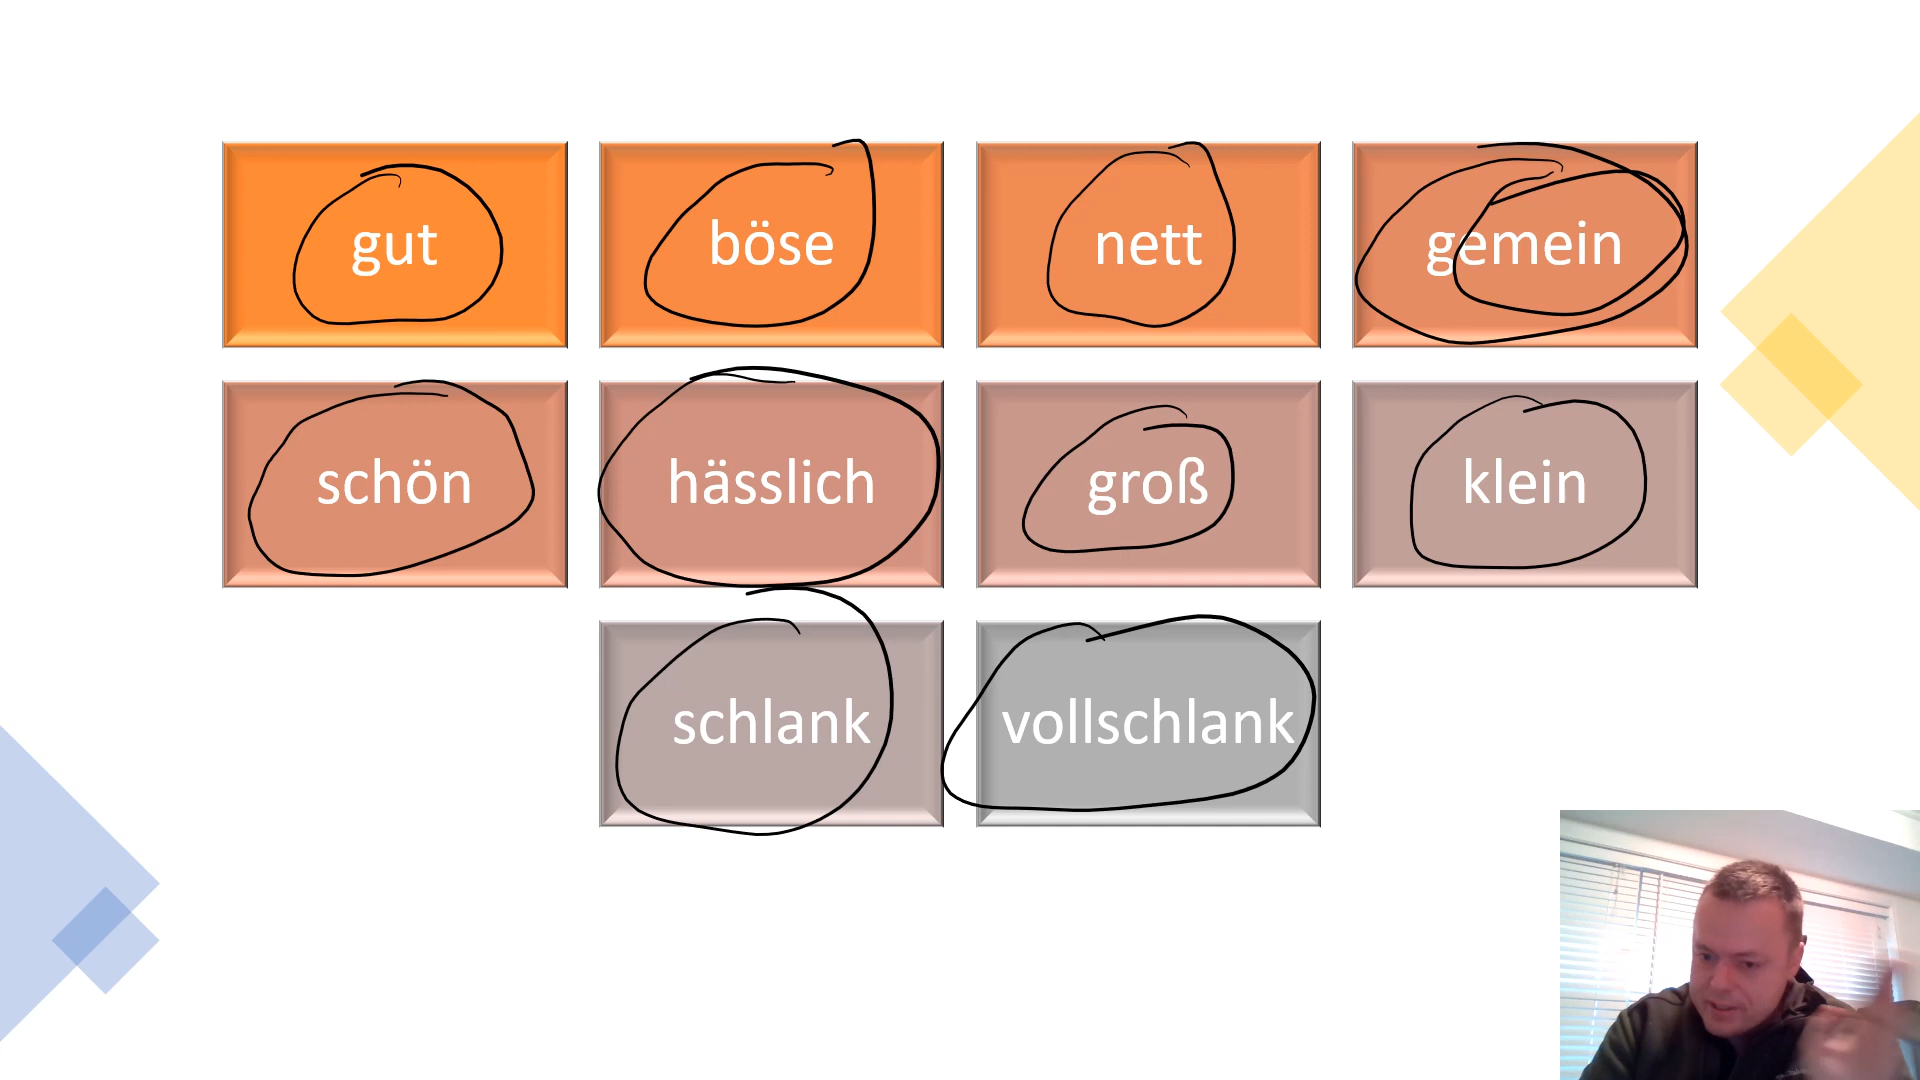 gut böse nett gemein
schön hässlich groß klein
schlank vollschlank